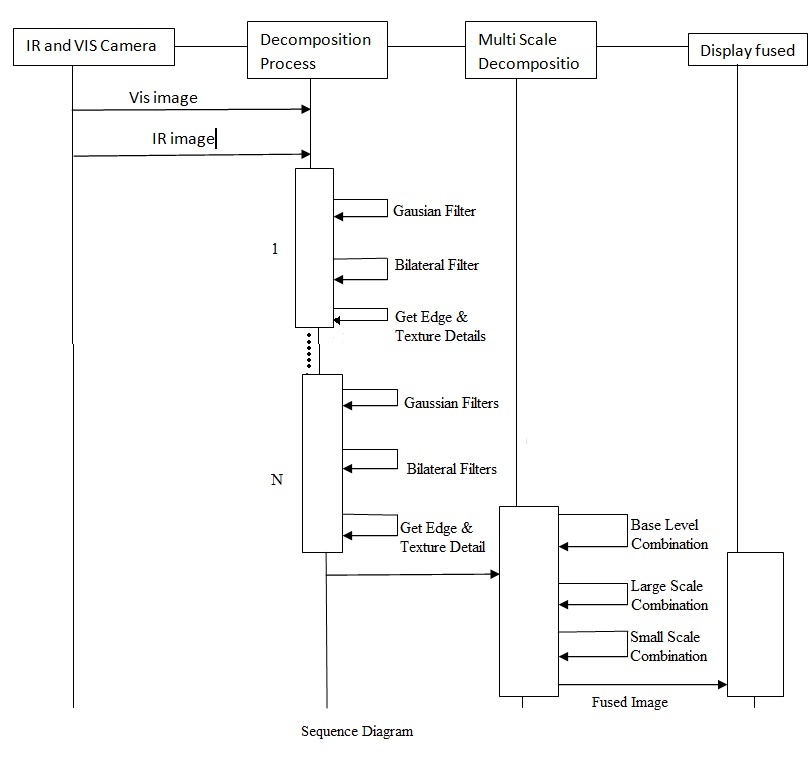 IR and VIS Camera
Decomposition
Process
Multi Scale
Decompositio
Display fused
Vis image
IR image
Gausian Filter
1
Bilateral Filter
Get Edge &
Texture Details
Gaussian Filters
Bilateral Filters
N
Get Edge &
Texture Detail
Base Level
Combination
Large Scale
Combination
Small Scale
Combination
Fused Image
Sequence Diagram